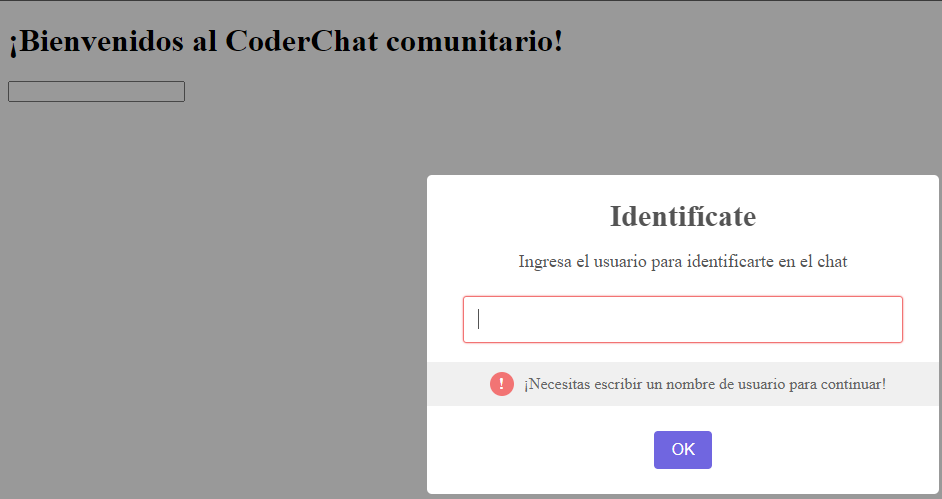 ¡Bienvenidos al CoderChat comunitario!
Identifícate
Ingresa el usuario para identificarte en el chat
! ¡Necesitas escribir un nombre de usuario para continuar!
OK